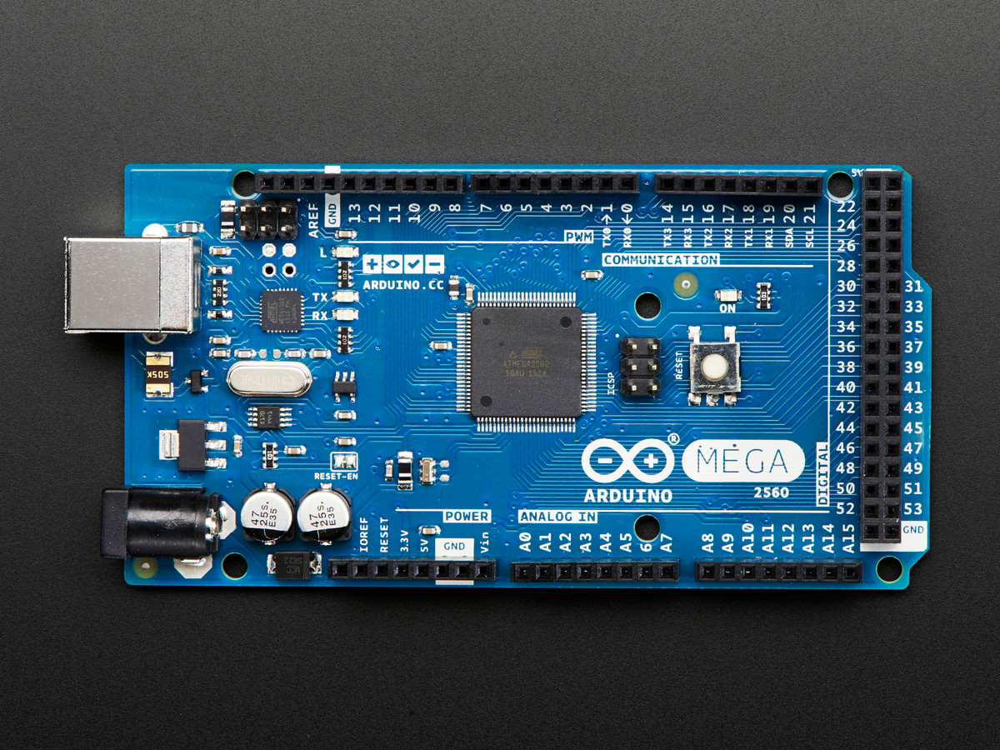 5V
AREF
GND
13
12
11
10
9
8
7
6
5
4
3
2
TX0→1
RX0←0
TX3 14
RX3 15
TX2 16
RX2 17
TX1 18
RX1 19
SDA 20
SCL 21
PWM
COMMUNICATION
L
TX
RX
ARDUINO.CC
ON
RESET
ICSP
ATMEL
ATMEGA2560
16AU 1524
22
24
26
28
30 31
32 33
34 35
36 37
38 39
40 41
42 43
44 45
46 47
48 49
50 51
52 53
GND
DIGITAL
®
MEGA
ARDUINO
2560
RESET-EN
47
25S.
E35
47
25S.
E35
MCC
SK22
POWER
IOREF
RESET
3.3V
5V
GND
Vin
ANALOG IN
A0
A1
A2
A3
A4
A5
6
A7
A8
A9
A10
A11
A12
A13
A14
A15